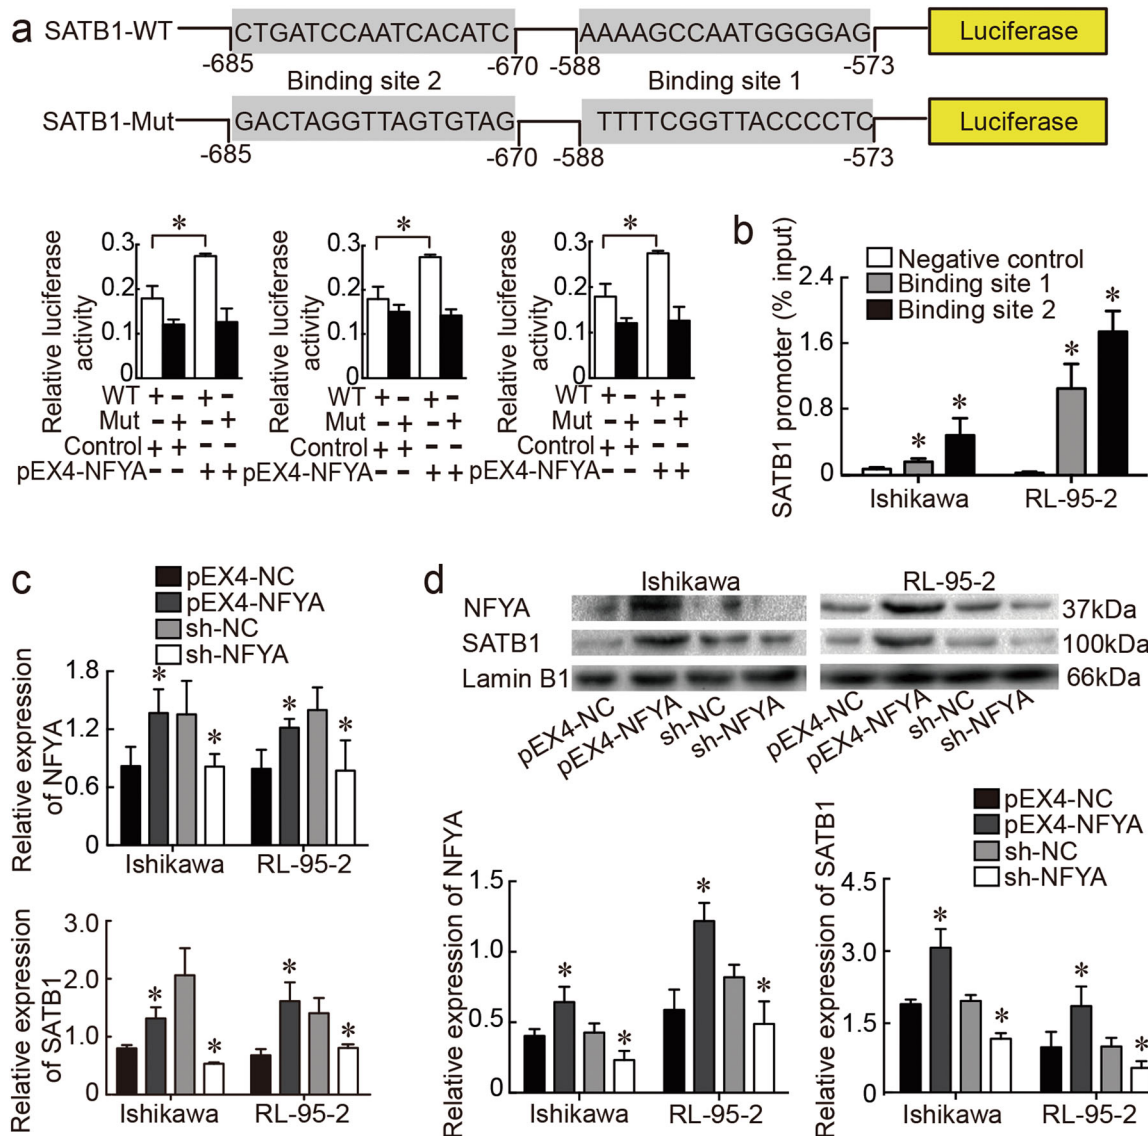 a
SATB1-WT CTGATCCAATCACATC AAAAGCCAATGGGGAG Luciferase
-685 -670 -588 -573
Binding site 2 Binding site 1
SATB1-Mut GACTAGGTTAGTGTAG TTTTCGGTTACCCCTC Luciferase
-685 -670 -588 -573
Relative luciferase activity
0.3
0.2
0.1
0
*
WT + - + -
Mut - + - +
Control + + - -
pEX4-NFYA - - + +
Relative luciferase activity
0.3
0.2
0.1
0
*
WT + - + -
Mut - + - +
Control + + - -
pEX4-NFYA - - + +
Relative luciferase activity
0.3
0.2
0.1
0
*
WT + - + -
Mut - + - +
Control + + - -
pEX4-NFYA - - + +
b
Negative control
Binding site 1
Binding site 2
SATB1 promoter (% input)
2.4
1.6
0.8
0
* * * *
Ishikawa RL-95-2
c
pEX4-NC
pEX4-NFYA
sh-NC
sh-NFYA
Relative expression of NFYA
1.8
1.2
0.6
0
* * * *
Ishikawa RL-95-2
Relative expression of SATB1
3.0
2.0
1.0
0
* * * *
Ishikawa RL-95-2
d
Ishikawa RL-95-2
NFYA 37kDa
SATB1 100kDa
Lamin B1 66kDa
pEX4-NC pEX4-NFYA sh-NC sh-NFYA pEX4-NC pEX4-NFYA sh-NC sh-NFYA
Relative expression of NFYA
1.5
1.0
0.5
0
* * * *
Ishikawa RL-95-2
pEX4-NC
pEX4-NFYA
sh-NC
sh-NFYA
Relative expression of SATB1
4.5
3.0
1.5
0
* * * *
Ishikawa RL-95-2